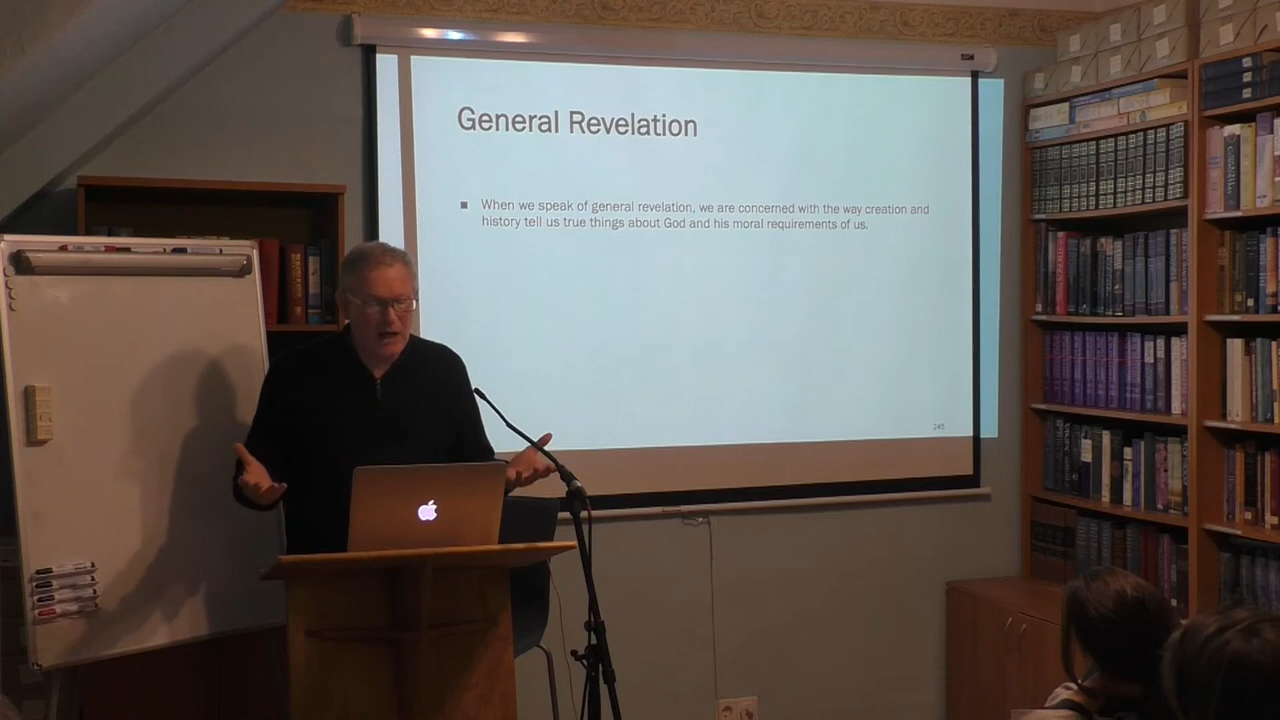 General Revelation
When we speak of general revelation, we are concerned with the way creation and
history tell us true things about God and his moral requirements of us.
245